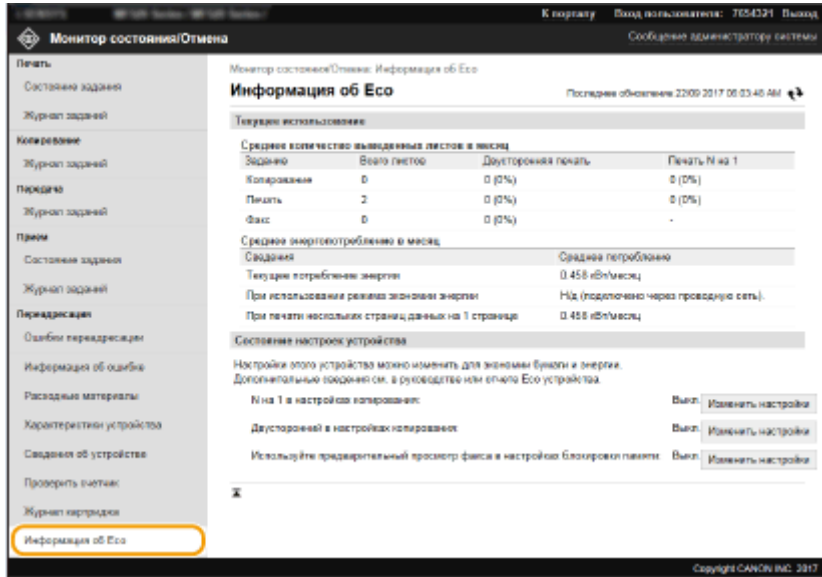 К порталу Вход пользователя: 7654321 Выход
Монитор состояния/Отмена
Сообщение администратору системы
Печать
Состояние задания
Журнал заданий
Копирование
Журнал заданий
Передача
Журнал заданий
Прием
Состояние задания
Журнал заданий
Переадресация
Ошибки переадресации
Информация об ошибке
Расходные материалы
Характеристики устройства
Сведения об устройстве
Проверить счетчик
Журнал картриджа
Информация об Eco
Монитор состояния/Отмена: Информация об Eco
Информация об Eco
Последнее обновление 22/09 2017 06:03:48 AM
Текущее использование
Среднее количество выведенных листов в месяц
Задание Всего листов Двусторонняя печать Печать N на 1
Копирование 0 0 (0%) 0 (0%)
Печать 2 0 (0%) 0 (0%)
Факс 0 0 (0%) -
Среднее энергопотребление в месяц
Сведения Среднее потребление
Текущее потребление энергии 0.458 кВт/месяц
При использовании режима экономии энергии Н/д (подключено через проводную сеть).
При печати нескольких страниц данных на 1 странице 0.458 кВт/месяц
Состояние настроек устройства
Настройки этого устройства можно изменить для экономии бумаги и энергии.
Дополнительные сведения см. в руководстве или отчете Eco устройства.
N на 1 в настройках копирования: Выкл. Изменить настройки
Двусторонний в настройках копирования: Выкл. Изменить настройки
Используйте предварительный просмотр факса в настройках блокировки памяти: Выкл. Изменить настройки
Copyright CANON INC. 2017